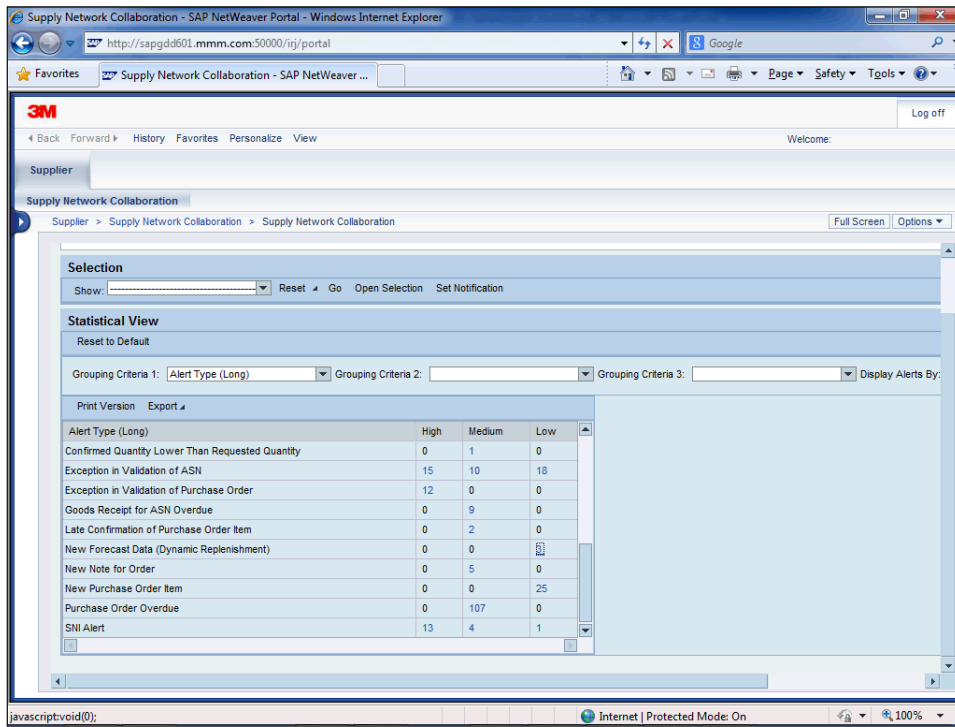 Supply Network Collaboration - SAP NetWeaver Portal - Windows Internet Explorer
http://sapgdd601.mmm.com:50000/irj/portal
Google
Favorites Supply Network Collaboration - SAP NetWeaver ... Page Safety Tools
3M
Log off
Back Forward History Favorites Personalize View Welcome:
Supplier
Supply Network Collaboration
Supplier > Supply Network Collaboration > Supply Network Collaboration Full Screen Options
Selection
Show: Reset Go Open Selection Set Notification
Statistical View
Reset to Default
Grouping Criteria 1: Alert Type (Long) Grouping Criteria 2: Grouping Criteria 3: Display Alerts By:
Print Version Export
Alert Type (Long) High Medium Low
Confirmed Quantity Lower Than Requested Quantity 0 1 0
Exception in Validation of ASN 15 10 18
Exception in Validation of Purchase Order 12 0 0
Goods Receipt for ASN Overdue 0 9 0
Late Confirmation of Purchase Order Item 0 2 0
New Forecast Data (Dynamic Replenishment) 0 0 3
New Note for Order 0 5 0
New Purchase Order Item 0 0 25
Purchase Order Overdue 0 107 0
SNI Alert 13 4 1
javascript:void(0); Internet | Protected Mode: On 100%